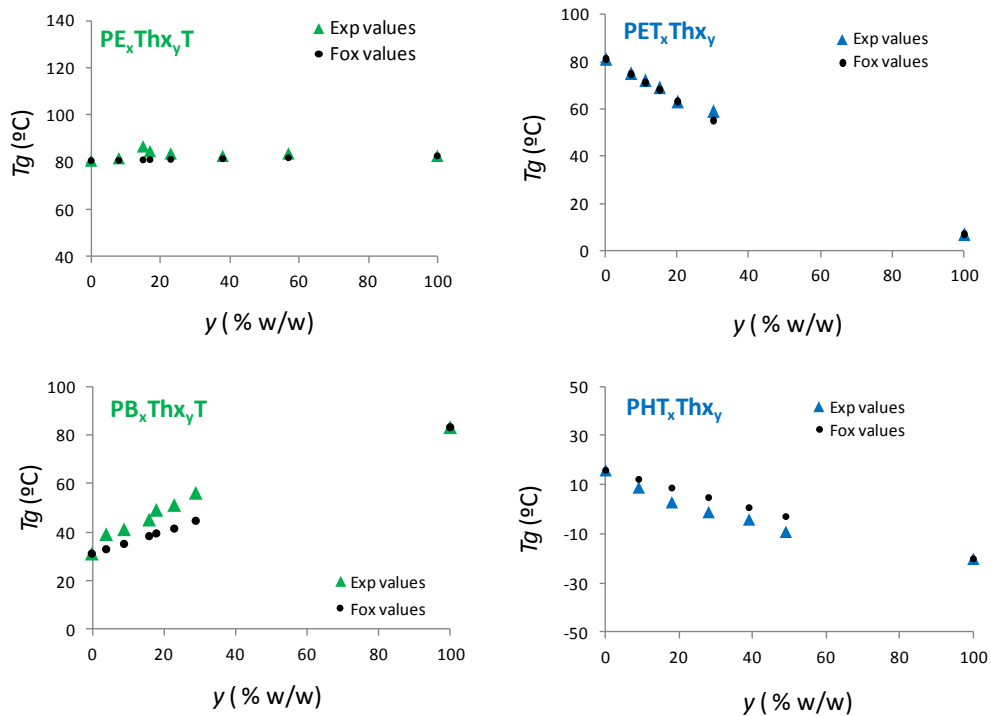 PExThxyT
Exp values
Fox values
Tg (ºC)
140
120
100
80
60
40
0 20 40 60 80 100
y ( % w/w)
PETxThxy
Exp values
Fox values
Tg (ºC)
100
80
60
40
20
0
0 20 40 60 80 100
y ( % w/w)
PBxThxyT
Exp values
Fox values
Tg (ºC)
100
80
60
40
20
0
0 20 40 60 80 100
y ( % w/w)
PHTxThxy
Exp values
Fox values
Tg (ºC)
50
30
10
-10
-30
-50
0 20 40 60 80 100
y ( % w/w)